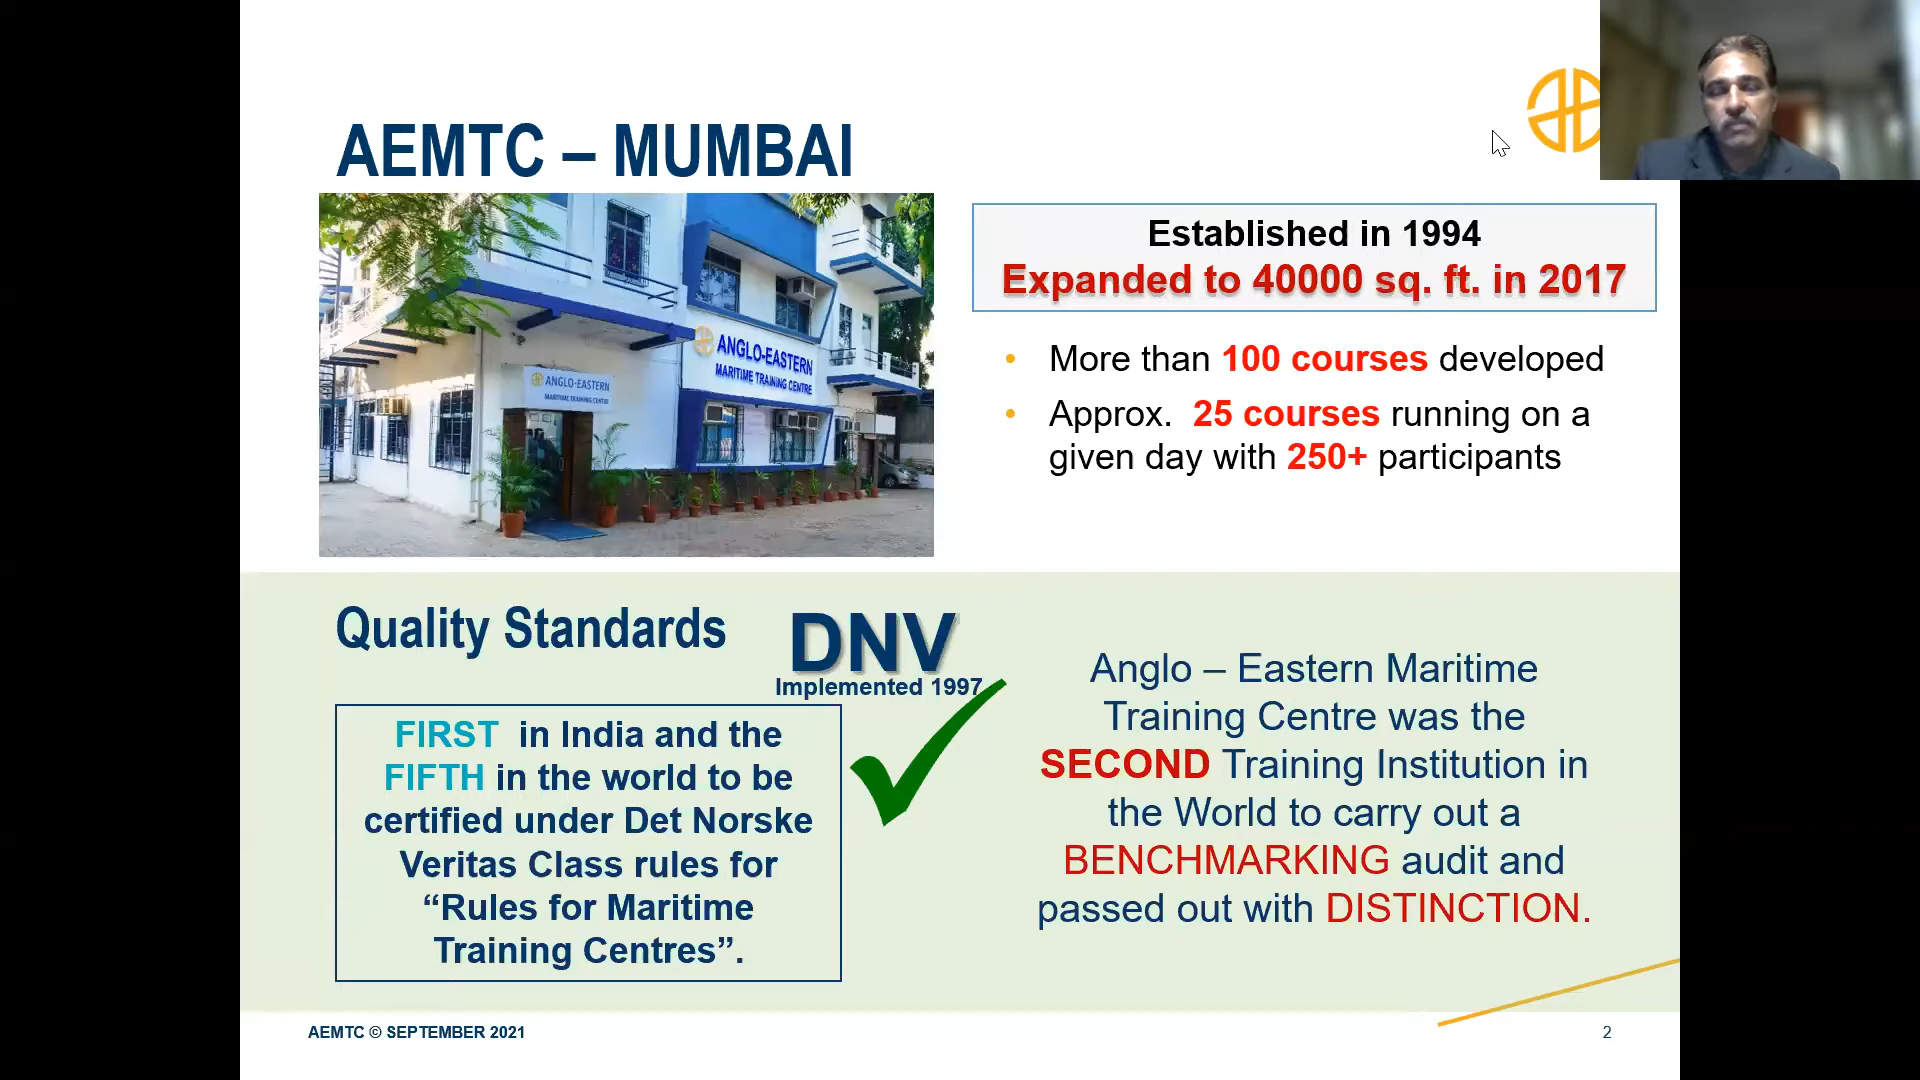 AEMTC – MUMBAI
ANGLO-EASTERN
MARITIME TRAINING CENTRE
ANGLO-EASTERN
MARITIME TRAINING CENTRE
Established in 1994
Expanded to 40000 sq. ft. in 2017
• More than 100 courses developed
• Approx. 25 courses running on a
given day with 250+ participants
Quality Standards
DNV
Implemented 1997
FIRST in India and the
FIFTH in the world to be
certified under Det Norske
Veritas Class rules for
“Rules for Maritime
Training Centres”.
Anglo – Eastern Maritime
Training Centre was the
SECOND Training Institution in
the World to carry out a
BENCHMARKING audit and
passed out with DISTINCTION.
AEMTC © SEPTEMBER 2021
2